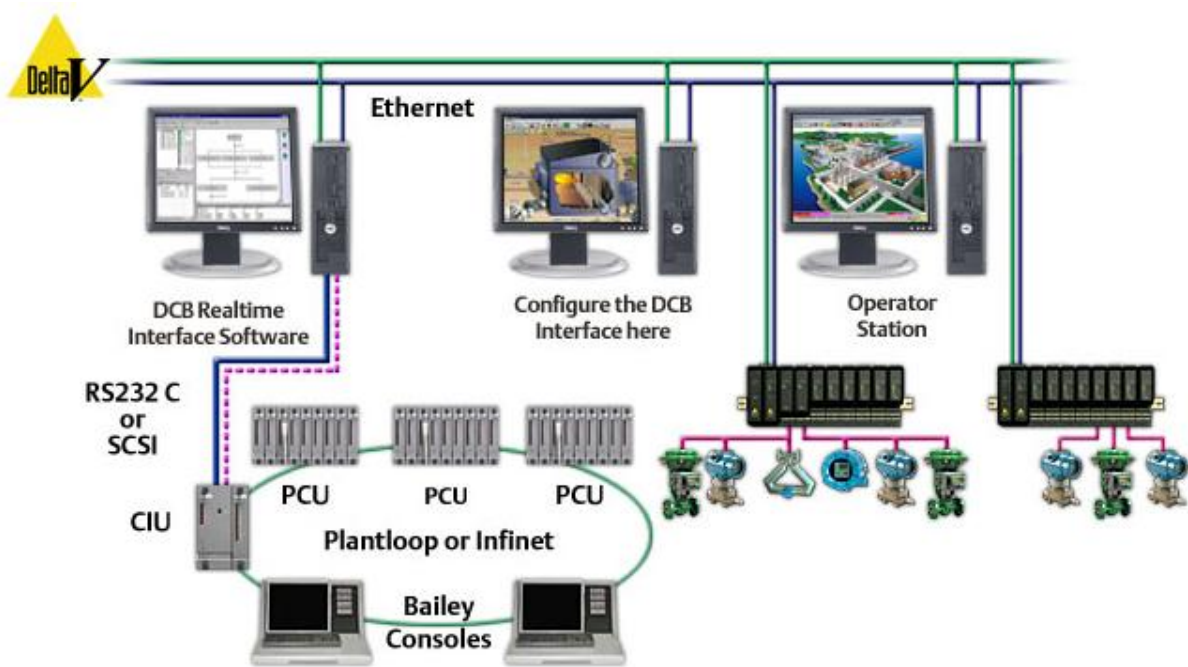 DeltaV
Ethernet
DCB Realtime
Interface Software
Configure the DCB
Interface here
Operator
Station
RS232 C
or
SCSI
PCU
PCU
PCU
CIU
Plantloop or Infinet
Bailey
Consoles